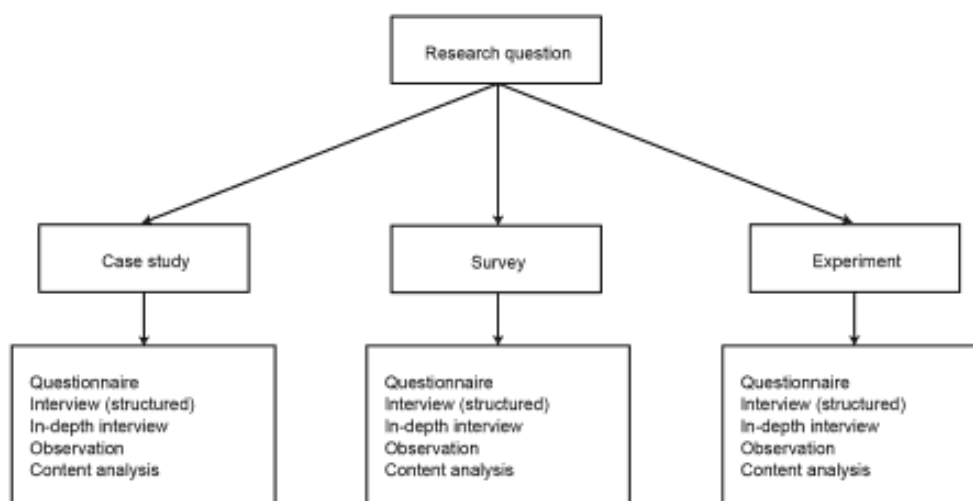 Research question
Case study
Survey
Experiment
Questionnaire
Interview (structured)
In-depth interview
Observation
Content analysis
Questionnaire
Interview (structured)
In-depth interview
Observation
Content analysis
Questionnaire
Interview (structured)
In-depth interview
Observation
Content analysis